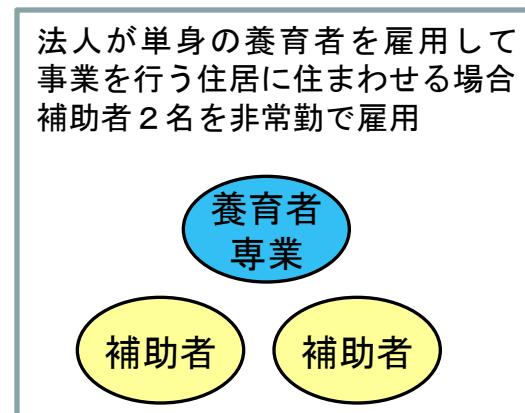 法人が単身の養育者を雇用して
事業を行う住居に住まわせる場合
補助者２名を非常勤で雇用
養育者
専業
補助者 補助者